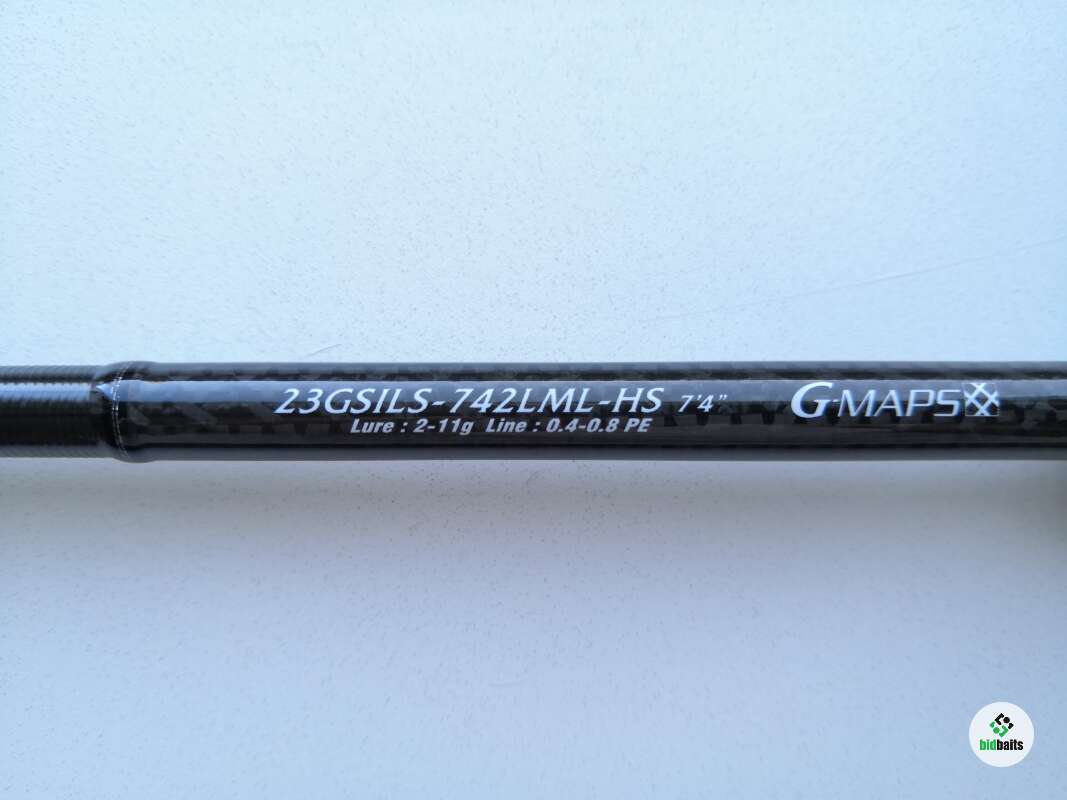 23GSILS-742LML-HS 7'4"
Lure : 2-11g Line : 0.4-0.8 PE
G-MAPS
bidbaits